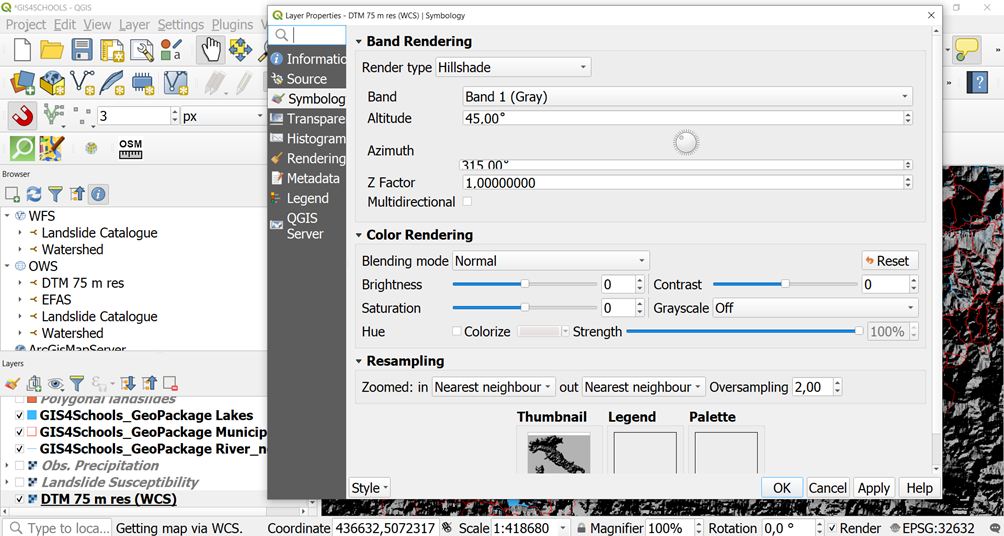 *GIS4SCHOOLS - QGIS
Project Edit View Layer Settings Plugins
3 px
OSM
Browser
WFS
Landslide Catalogue
Watershed
OWS
DTM 75 m res
EFAS
Landslide Catalogue
Watershed
ArcGisMapServer
Layers
Polygonal landslides
GIS4Schools_GeoPackage Lakes
GIS4Schools_GeoPackage Municip
GIS4Schools_GeoPackage River_n
Obs. Precipitation
Landslide Susceptibility
DTM 75 m res (WCS)
Layer Properties - DTM 75 m res (WCS) | Symbology
Informatio
Source
Symbolog
Transpare
Histogram
Rendering
Metadata
Legend
QGIS
Server
Band Rendering
Render type Hillshade
Band Band 1 (Gray)
Altitude 45,00°
Azimuth
315,00°
Z Factor 1,00000000
Multidirectional
Color Rendering
Blending mode Normal Reset
Brightness 0 Contrast 0
Saturation 0 Grayscale Off
Hue Colorize Strength 100%
Resampling
Zoomed: in Nearest neighbour out Nearest neighbour Oversampling 2,00
Thumbnail Legend Palette
Style OK Cancel Apply Help
Type to loca... Getting map via WCS. Coordinate 436632,5072317 Scale 1:418680 Magnifier 100% Rotation 0,0 ° Render EPSG:32632